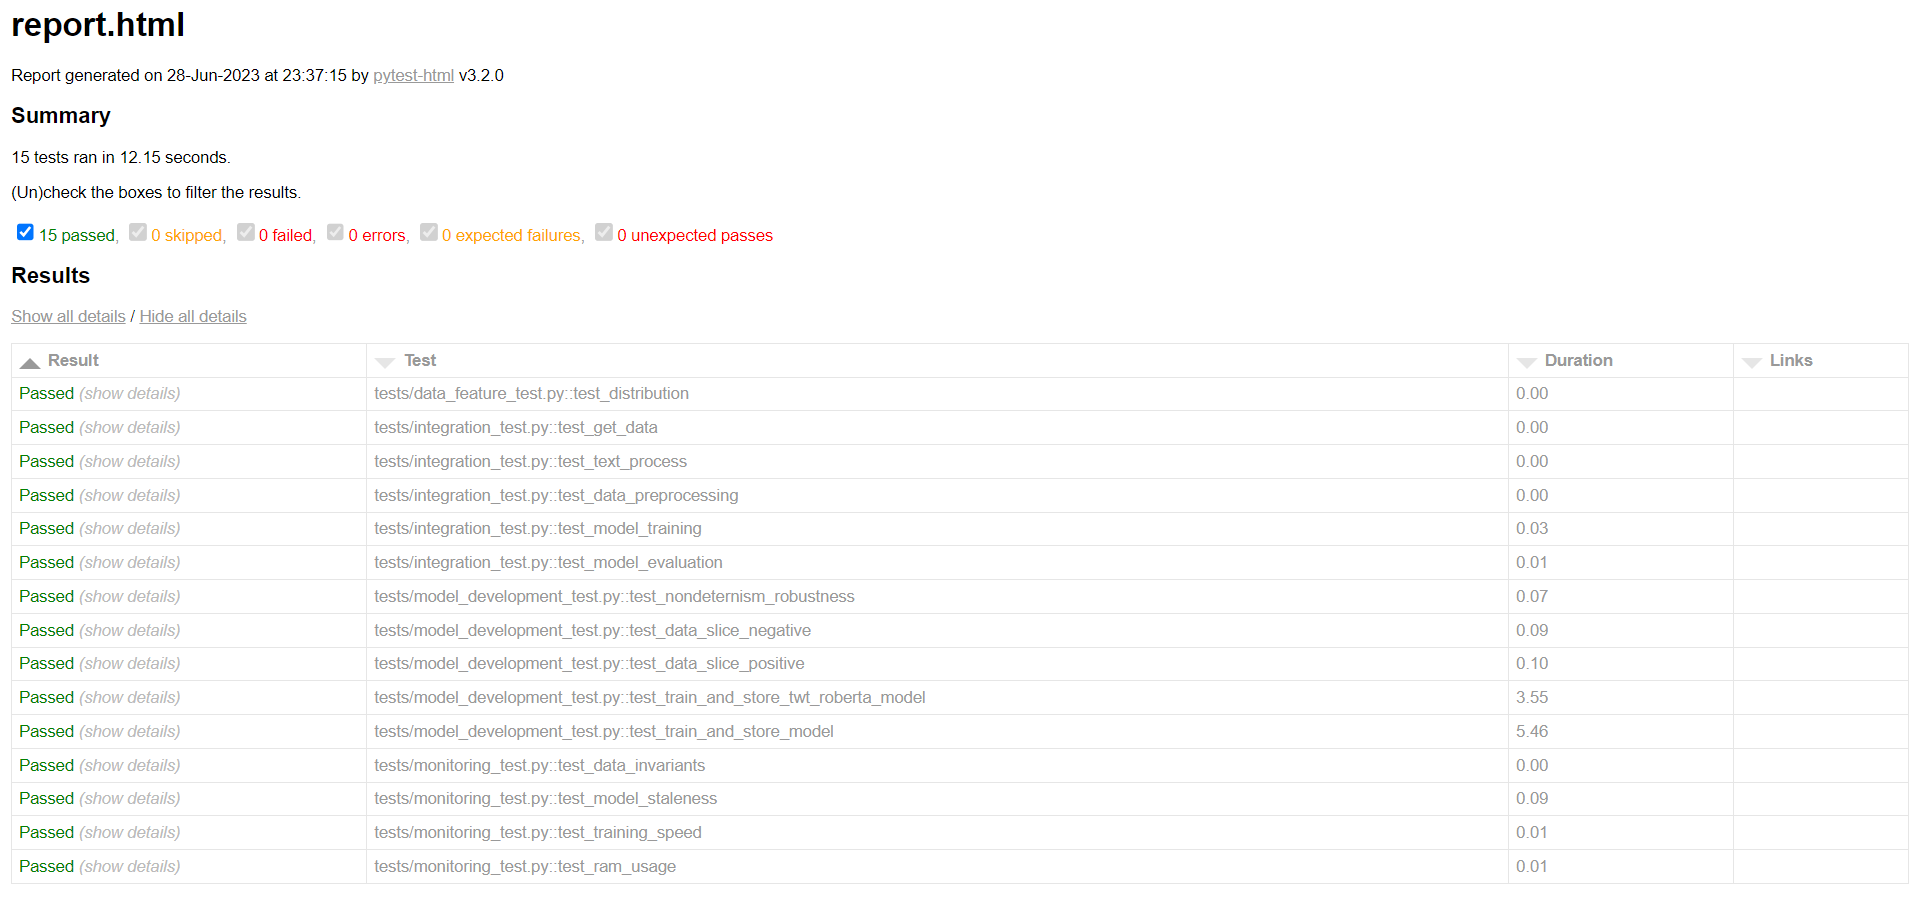 report.html
Report generated on 28-Jun-2023 at 23:37:15 by pytest-html v3.2.0
Summary
15 tests ran in 12.15 seconds.
(Un)check the boxes to filter the results.
15 passed, 0 skipped, 0 failed, 0 errors, 0 expected failures, 0 unexpected passes
Results
Show all details / Hide all details
Result Test Duration Links
Passed (show details) tests/data_feature_test.py::test_distribution 0.00
Passed (show details) tests/integration_test.py::test_get_data 0.00
Passed (show details) tests/integration_test.py::test_text_process 0.00
Passed (show details) tests/integration_test.py::test_data_preprocessing 0.00
Passed (show details) tests/integration_test.py::test_model_training 0.03
Passed (show details) tests/integration_test.py::test_model_evaluation 0.01
Passed (show details) tests/model_development_test.py::test_nondeternism_robustness 0.07
Passed (show details) tests/model_development_test.py::test_data_slice_negative 0.09
Passed (show details) tests/model_development_test.py::test_data_slice_positive 0.10
Passed (show details) tests/model_development_test.py::test_train_and_store_twt_roberta_model 3.55
Passed (show details) tests/model_development_test.py::test_train_and_store_model 5.46
Passed (show details) tests/monitoring_test.py::test_data_invariants 0.00
Passed (show details) tests/monitoring_test.py::test_model_staleness 0.09
Passed (show details) tests/monitoring_test.py::test_training_speed 0.01
Passed (show details) tests/monitoring_test.py::test_ram_usage 0.01